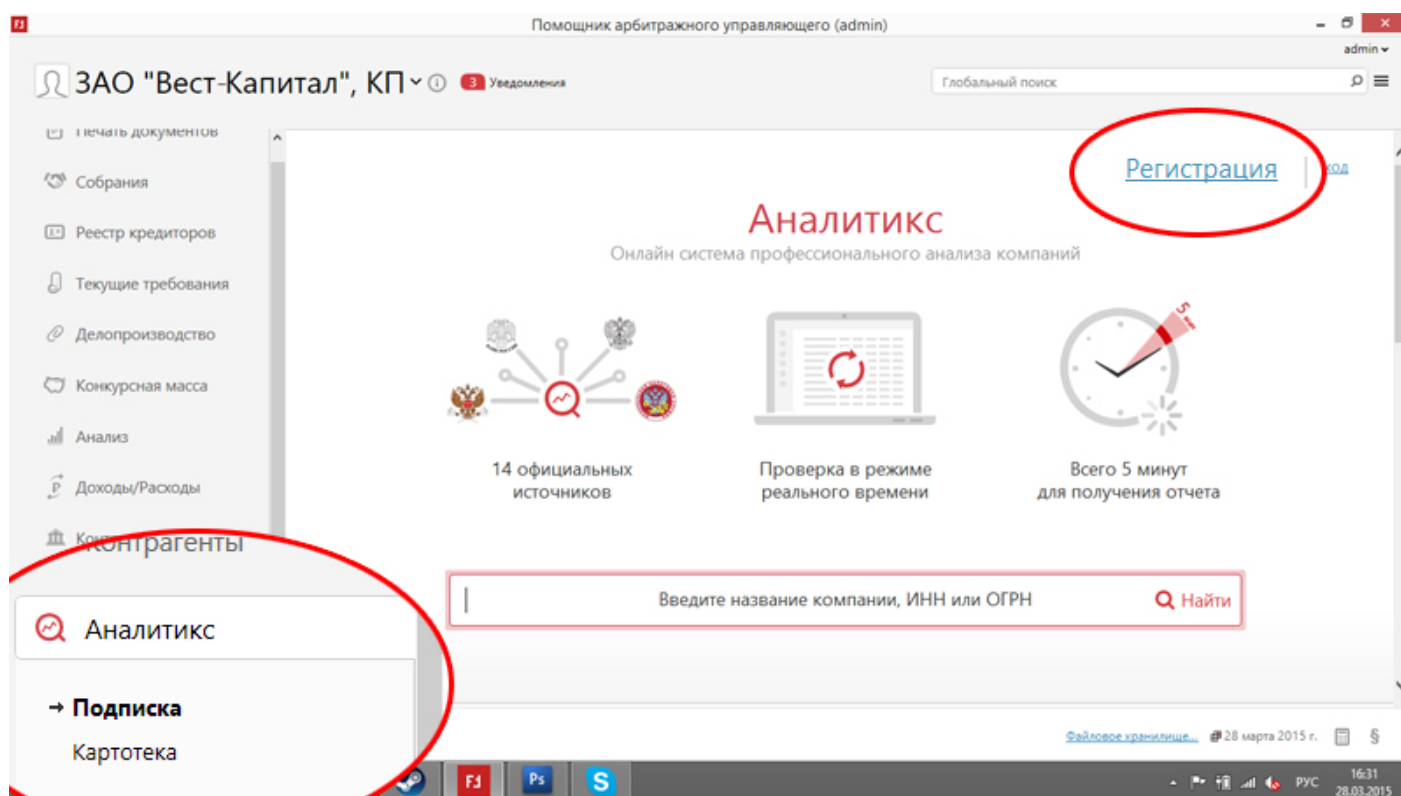 Помощник арбитражного управляющего (admin)
admin
ЗАО "Вест-Капитал", КП
3 Уведомления
Глобальный поиск
Печать документов
Собрания
Реестр кредиторов
Текущие требования
Делопроизводство
Конкурсная масса
Анализ
Доходы/Расходы
Контрагенты
Аналитикс
→ Подписка
Картотека
Регистрация
Аналитикс
Онлайн система профессионального анализа компаний
5 мин
14 официальных
источников
Проверка в режиме
реального времени
Всего 5 минут
для получения отчета
Введите название компании, ИНН или ОГРН
Найти
Файловое хранилище...
28 марта 2015 г.
§
Ps
S
РУС
16:31
28.03.2015